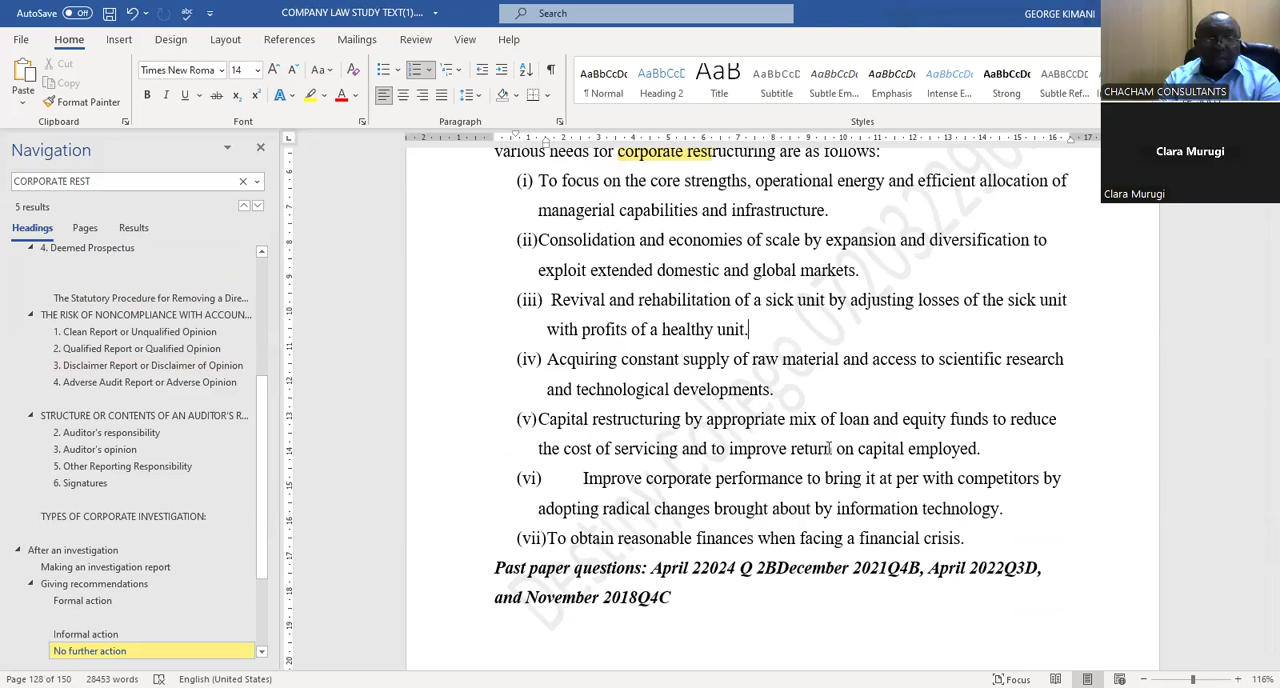 AutoSave Off COMPANY LAW STUDY TEXT(1).... Search GEORGE KIMANI
File Home Insert Design Layout References Mailings Review View Help
Paste Cut Copy Format Painter
Times New Roma 14
B I U ab x₂ x² A A
AaBbCcDc AaBbCcD AaB AaBbCcD AaBbCcDc AaBbCcDc AaBbCcDc AaBbCcDc AaBbCcDc
¶ Normal Heading 2 Title Subtitle Subtle Em... Emphasis Intense E... Strong Subtle Ref...
Clipboard Font Paragraph Styles
CHACHAM CONSULTANTS
Clara Murugi
Clara Murugi
Navigation
CORPORATE REST
5 results
Headings Pages Results
4. Deemed Prospectus
The Statutory Procedure for Removing a Dire...
THE RISK OF NONCOMPLIANCE WITH ACCOUN...
1. Clean Report or Unqualified Opinion
2. Qualified Report or Qualified Opinion
3. Disclaimer Report or Disclaimer of Opinion
4. Adverse Audit Report or Adverse Opinion
STRUCTURE OR CONTENTS OF AN AUDITOR'S R...
2. Auditor's responsibility
3. Auditor's opinion
5. Other Reporting Responsibility
6. Signatures
TYPES OF CORPORATE INVESTIGATION:
After an investigation
Making an investigation report
Giving recommendations
Formal action
Informal action
No further action
various needs for corporate restructuring are as follows:
(i) To focus on the core strengths, operational energy and efficient allocation of
managerial capabilities and infrastructure.
(ii)Consolidation and economies of scale by expansion and diversification to
exploit extended domestic and global markets.
(iii) Revival and rehabilitation of a sick unit by adjusting losses of the sick unit
with profits of a healthy unit.
(iv) Acquiring constant supply of raw material and access to scientific research
and technological developments.
(v)Capital restructuring by appropriate mix of loan and equity funds to reduce
the cost of servicing and to improve return on capital employed.
(vi) Improve corporate performance to bring it at per with competitors by
adopting radical changes brought about by information technology.
(vii)To obtain reasonable finances when facing a financial crisis.
Past paper questions: April 22024 Q 2BDecember 2021Q4B, April 2022Q3D,
and November 2018Q4C
Page 128 of 150 28453 words English (United States) Focus 116%